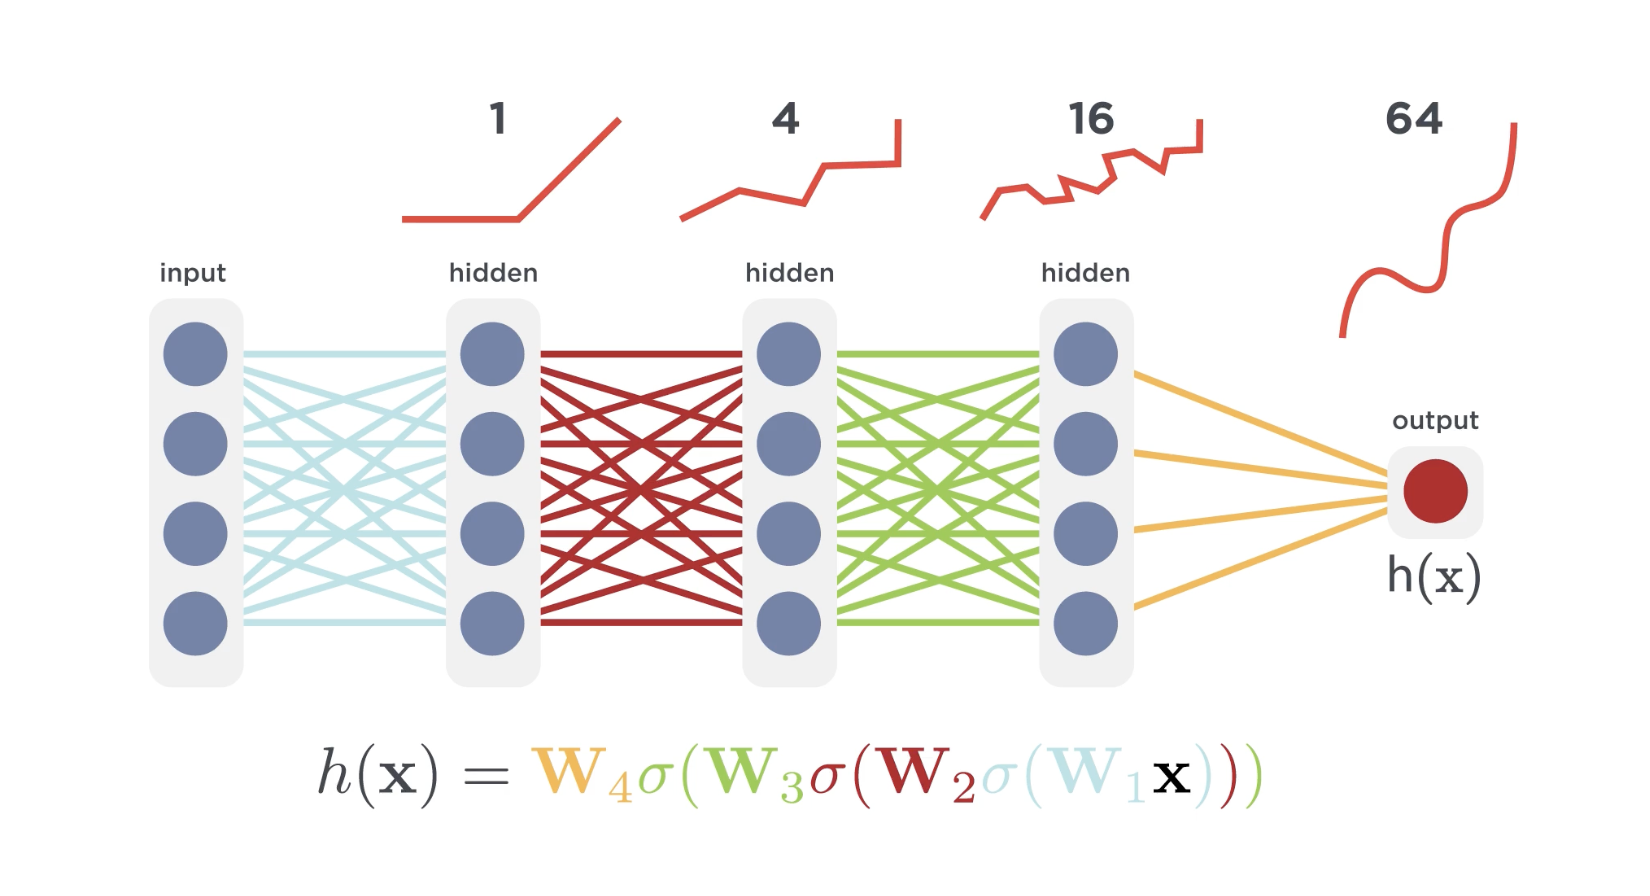 1 4 16 64
input hidden hidden hidden
output
h(x)
h(x) = W₄σ(W₃σ(W₂σ(W₁x)))